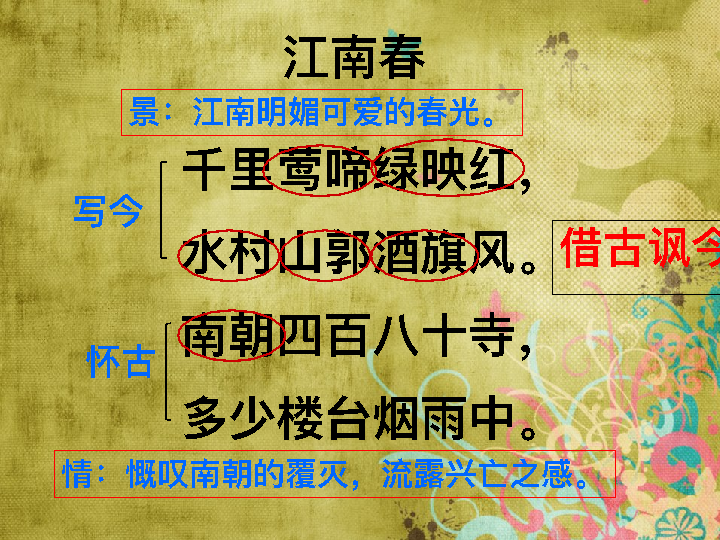 江南春
景：江南明媚可爱的春光。
千里莺啼绿映红，
写今
水村山郭酒旗风。
借古讽今
南朝四百八十寺，
怀古
多少楼台烟雨中。
情：慨叹南朝的覆灭，流露兴亡之感。